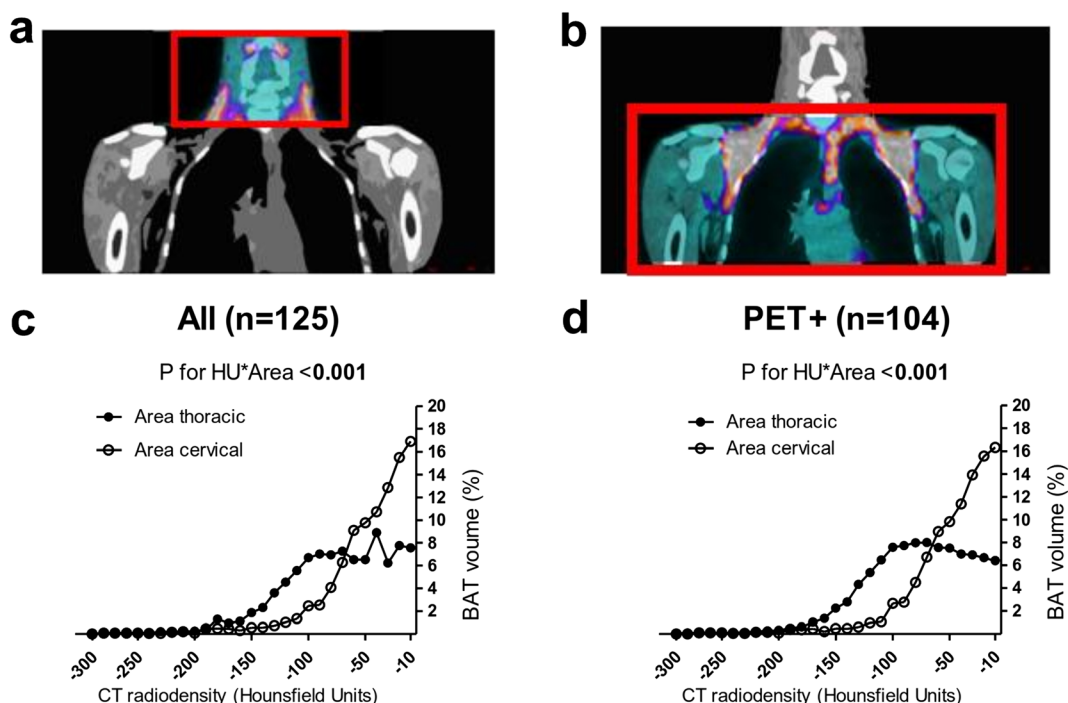 a
b
c
All (n=125)
P for HU*Area <0.001
Area thoracic
Area cervical
20
18
16
14
12
10
8
6
4
2
BAT voume (%)
-300
-250
-200
-150
-100
-50
-10
CT radiodensity (Hounsfield Units)
d
PET+ (n=104)
P for HU*Area <0.001
Area thoracic
Area cervical
20
18
16
14
12
10
8
6
4
2
BAT volume (%)
-300
-250
-200
-150
-100
-50
-10
CT radiodensity (Hounsfield Units)